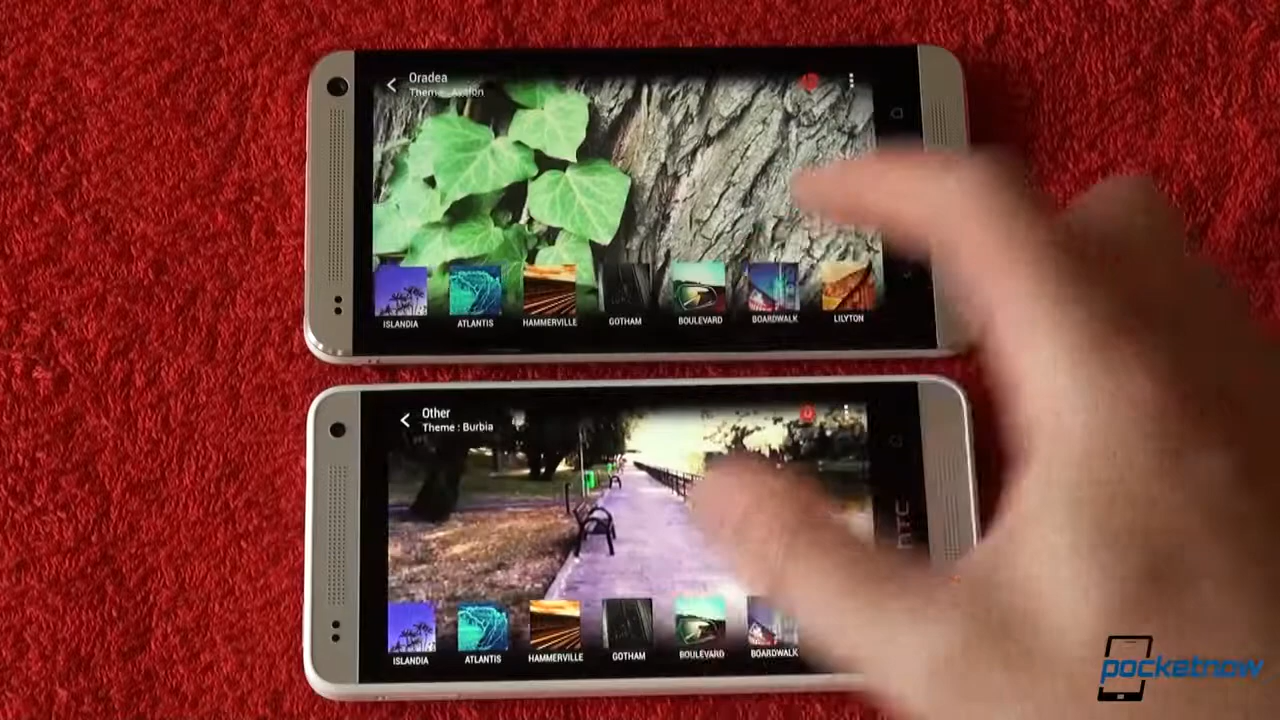 Oradea
Theme : Avalon
ISLANDIA
ATLANTIS
HAMMERVILLE
GOTHAM
BOULEVARD
BOARDWALK
LILYTON
Other
Theme : Burbia
hTC
ISLANDIA
ATLANTIS
HAMMERVILLE
GOTHAM
BOULEVARD
BOARDWALK
pocketnow